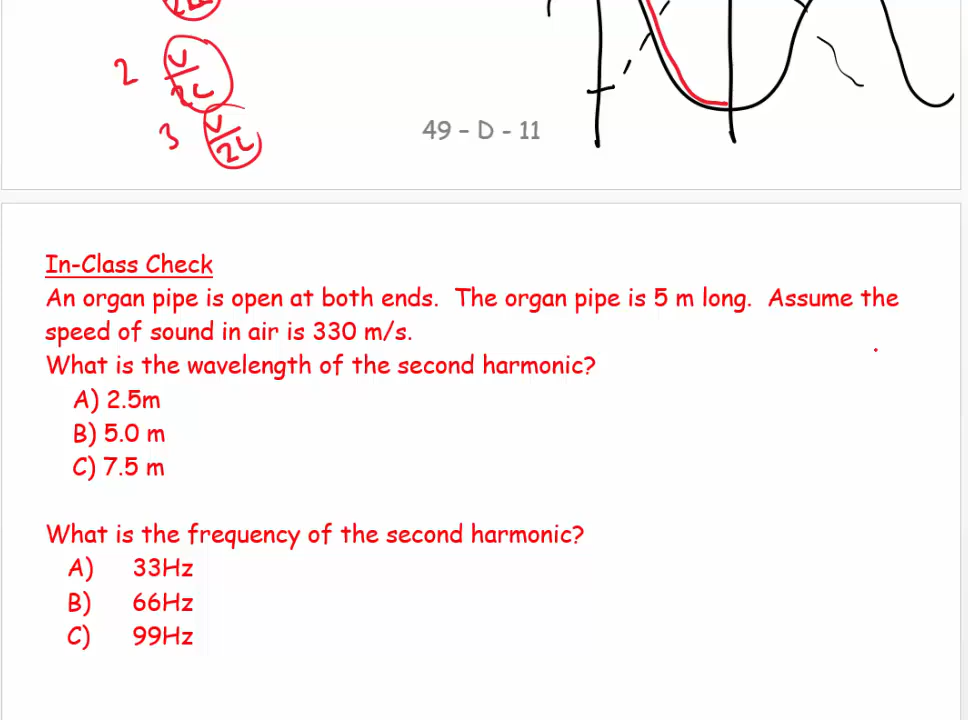 2 v/2L
3 v/2L
49 – D - 11
In-Class Check
An organ pipe is open at both ends. The organ pipe is 5 m long. Assume the
speed of sound in air is 330 m/s.
What is the wavelength of the second harmonic?
A) 2.5m
B) 5.0 m
C) 7.5 m
What is the frequency of the second harmonic?
A) 33Hz
B) 66Hz
C) 99Hz